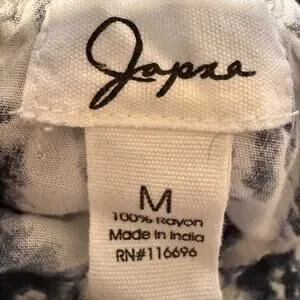 Japna
M
100% Rayon
Made in India
RN#116696